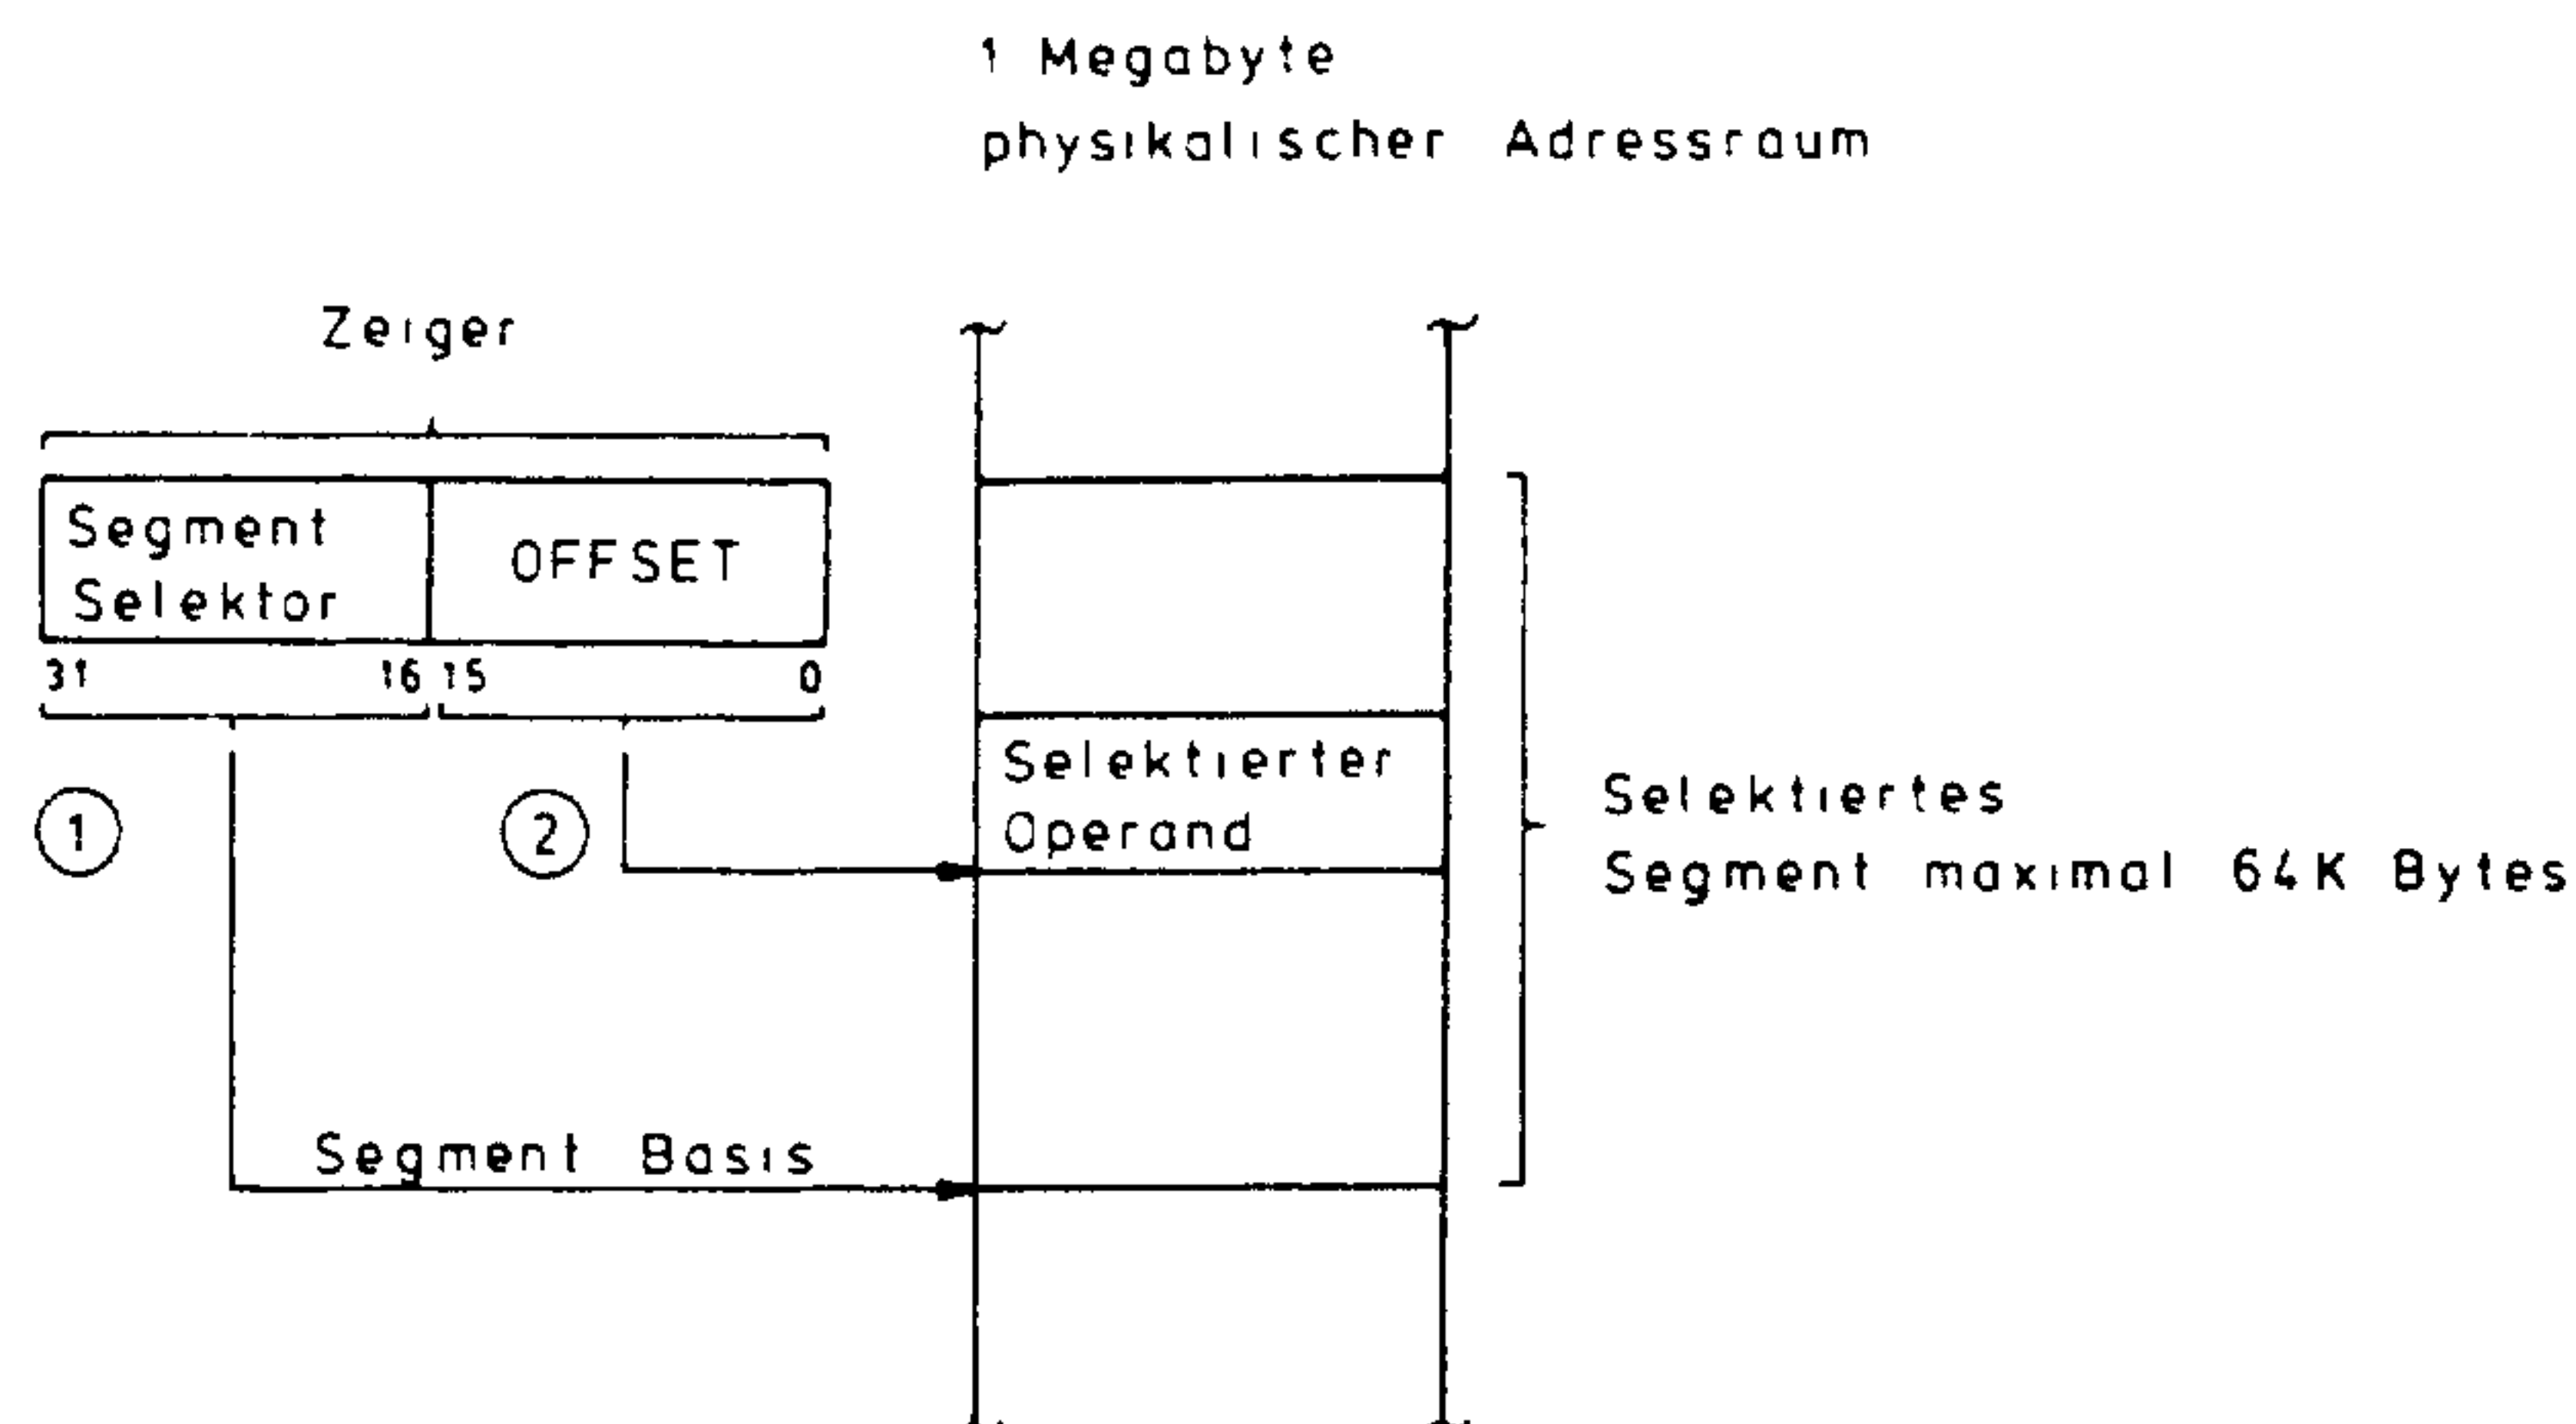 1 Megabyte
physikalischer Adressraum
Zeiger
Segment
Selektor
OFFSET
31 16 15 0
Selektierter
Operand
1
2
Selektiertes
Segment maximal 64K Bytes
Segment Basis